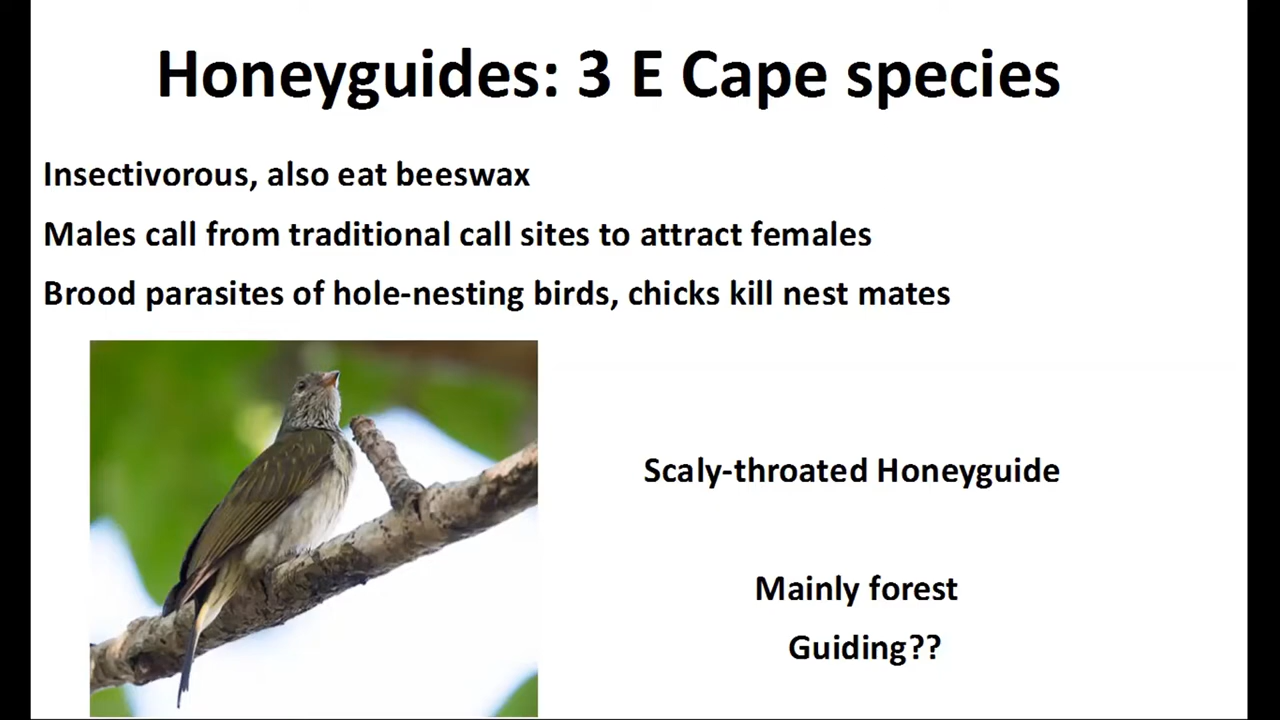 Honeyguides: 3 E Cape species
Insectivorous, also eat beeswax
Males call from traditional call sites to attract females
Brood parasites of hole-nesting birds, chicks kill nest mates
Scaly-throated Honeyguide
Mainly forest
Guiding??